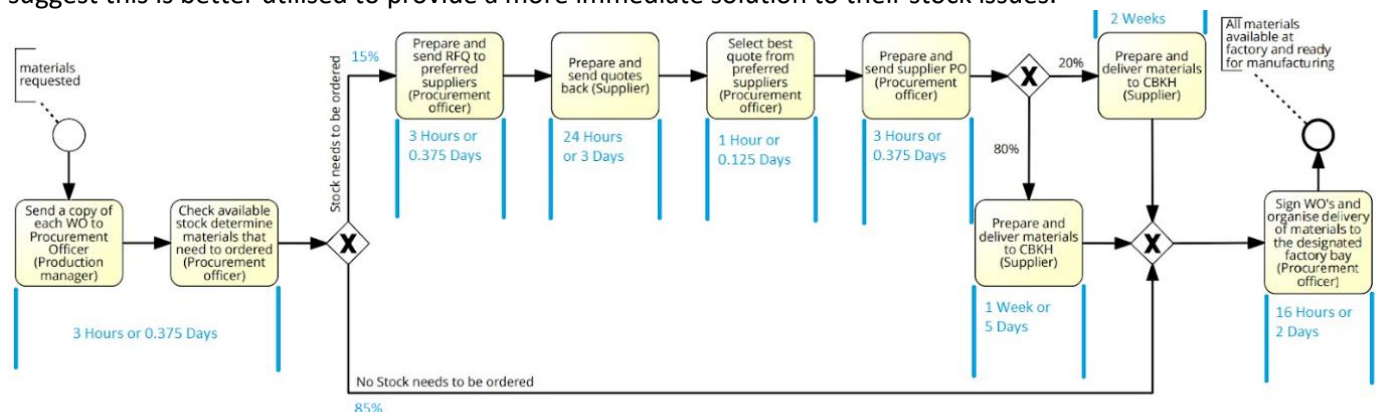 suggest this is better utilised to provide a more immediate solution to their stock issues.
materials
requested
Send a copy of
each WO to
Procurement
Officer
(Production
manager)
Check available
stock determine
materials that
need to ordered
(Procurement
officer)
3 Hours or 0.375 Days
Stock needs to be ordered
15%
Prepare and
send RFQ to
preferred
suppliers
(Procurement
officer)
3 Hours or
0.375 Days
Prepare and
send quotes
back (Supplier)
24 Hours
or 3 Days
Select best
quote from
preferred
suppliers
(Procurement
officer)
1 Hour or
0.125 Days
Prepare and
send supplier PO
(Procurement
officer)
3 Hours or
0.375 Days
X
X
20%
80%
2 Weeks
Prepare and
deliver materials
to CBKH
(Supplier)
Prepare and
deliver materials
to CBKH
(Supplier)
1 Week or
5 Days
X
No Stock needs to be ordered
85%
All materials
available at
factory and ready
for manufacturing
Sign WO's and
organise delivery
of materials to
the designated
factory bay
(Procurement
officer)
16 Hours or
2 Days